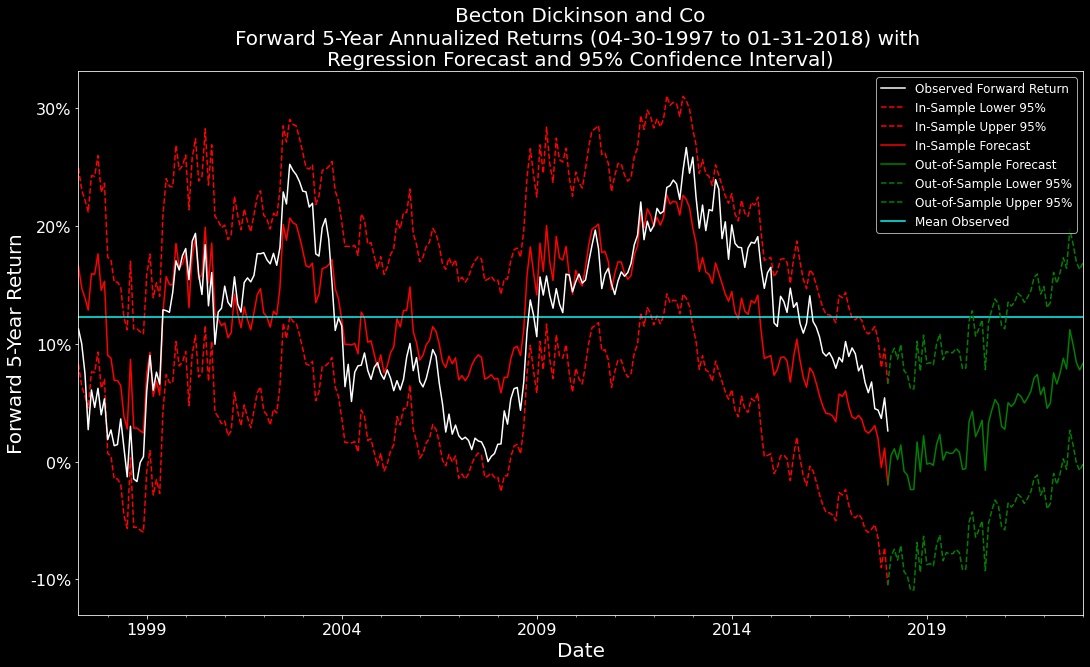 Becton Dickinson and Co
Forward 5-Year Annualized Returns (04-30-1997 to 01-31-2018) with
Regression Forecast and 95% Confidence Interval)
Observed Forward Return
In-Sample Lower 95%
In-Sample Upper 95%
In-Sample Forecast
Out-of-Sample Forecast
Out-of-Sample Lower 95%
Out-of-Sample Upper 95%
Mean Observed
Forward 5-Year Return
30%
20%
10%
0%
-10%
1999
2004
2009
2014
2019
Date